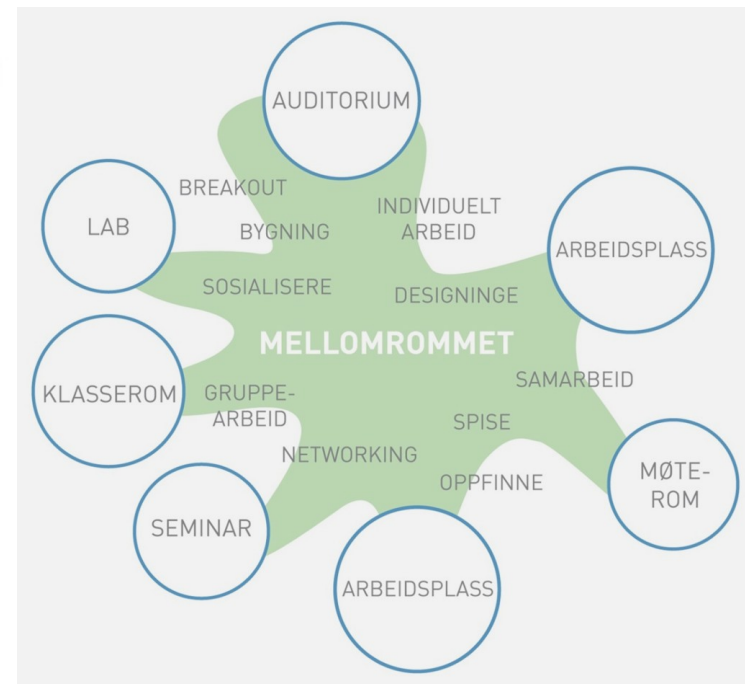 AUDITORIUM
BREAKOUT
INDIVIDUELT
ARBEID
LAB
BYGNING
ARBEIDSPLASS
SOSIALISERE
DESIGNINGE
MELLOMROMMET
SAMARBEID
KLASSEROM
GRUPPE-
ARBEID
SPISE
NETWORKING
OPPFINNE
MØTE-
ROM
SEMINAR
ARBEIDSPLASS